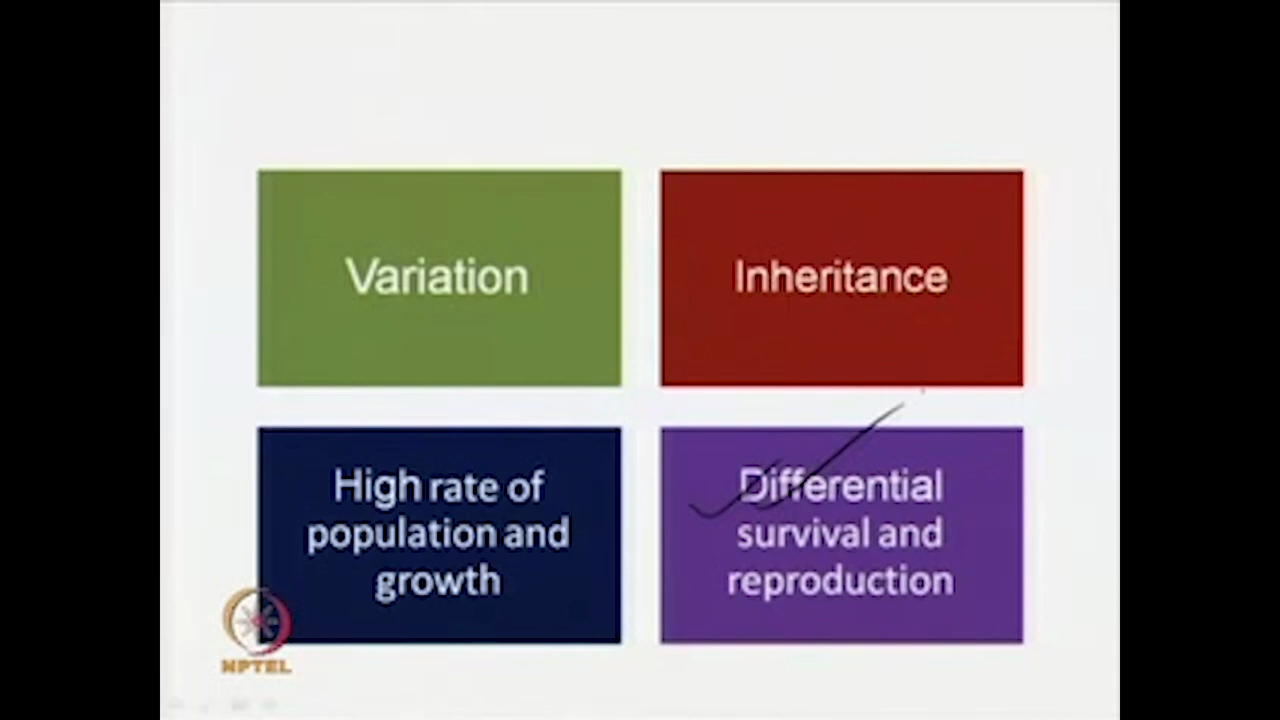 Variation
Inheritance
High rate of
population and
growth
Differential
survival and
reproduction
NPTEL